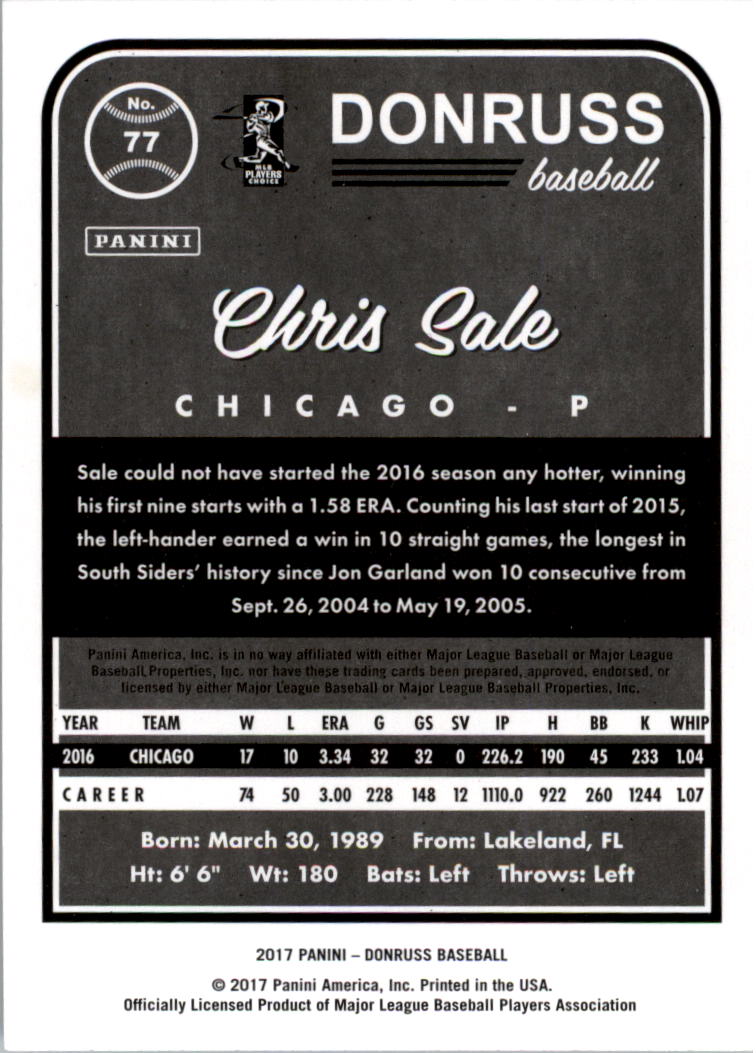 No.
77
MLB
PLAYERS
CHOICE
DONRUSS
baseball
PANINI
Chris Sale
CHICAGO - P
Sale could not have started the 2016 season any hotter, winning
his first nine starts with a 1.58 ERA. Counting his last start of 2015,
the left-hander earned a win in 10 straight games, the longest in
South Siders' history since Jon Garland won 10 consecutive from
Sept. 26, 2004 to May 19, 2005.
Panini America, Inc. is in no way affiliated with either Major League Baseball or Major League
Baseball Properties, Inc. nor have these trading cards been prepared, approved, endorsed, or
licensed by either Major League Baseball or Major League Baseball Properties, Inc.
YEAR TEAM W L ERA G GS SV IP H BB K WHIP
2016 CHICAGO 17 10 3.34 32 32 0 226.2 190 45 233 1.04
CAREER 74 50 3.00 228 148 12 1110.0 922 260 1244 1.07
Born: March 30, 1989 From: Lakeland, FL
Ht: 6' 6" Wt: 180 Bats: Left Throws: Left
2017 PANINI – DONRUSS BASEBALL
© 2017 Panini America, Inc. Printed in the USA.
Officially Licensed Product of Major League Baseball Players Association